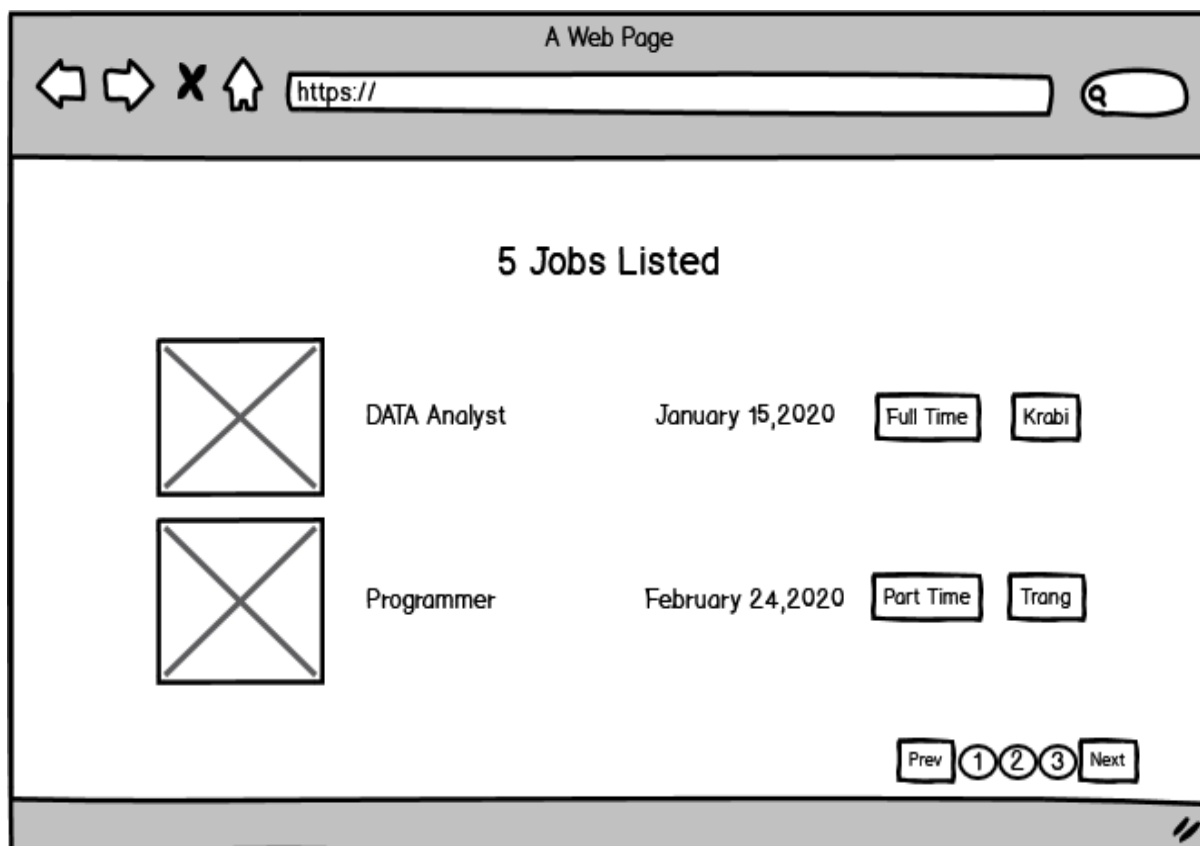 A Web Page
https://
5 Jobs Listed
DATA Analyst January 15,2020 Full Time Krabi
Programmer February 24,2020 Part Time Trang
Prev 1 2 3 Next